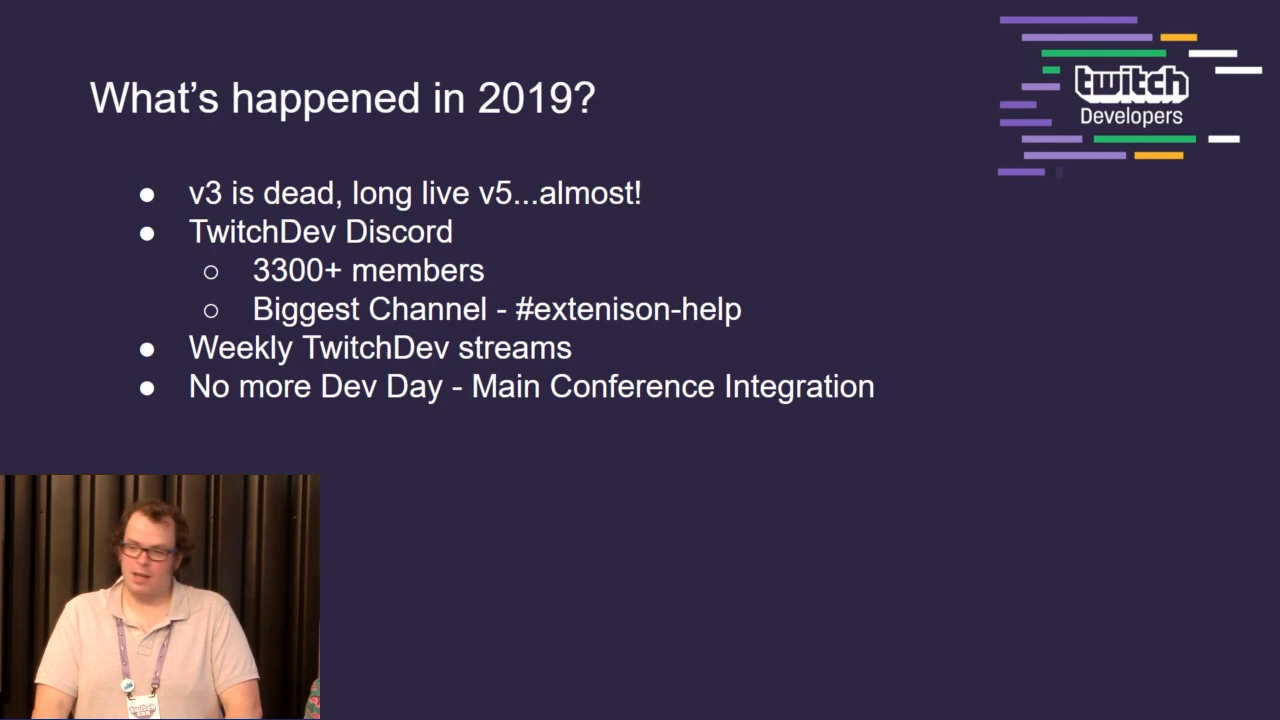 What's happened in 2019?
twitch
Developers
● v3 is dead, long live v5...almost!
● TwitchDev Discord
○ 3300+ members
○ Biggest Channel - #extenison-help
● Weekly TwitchDev streams
● No more Dev Day - Main Conference Integration
twitch